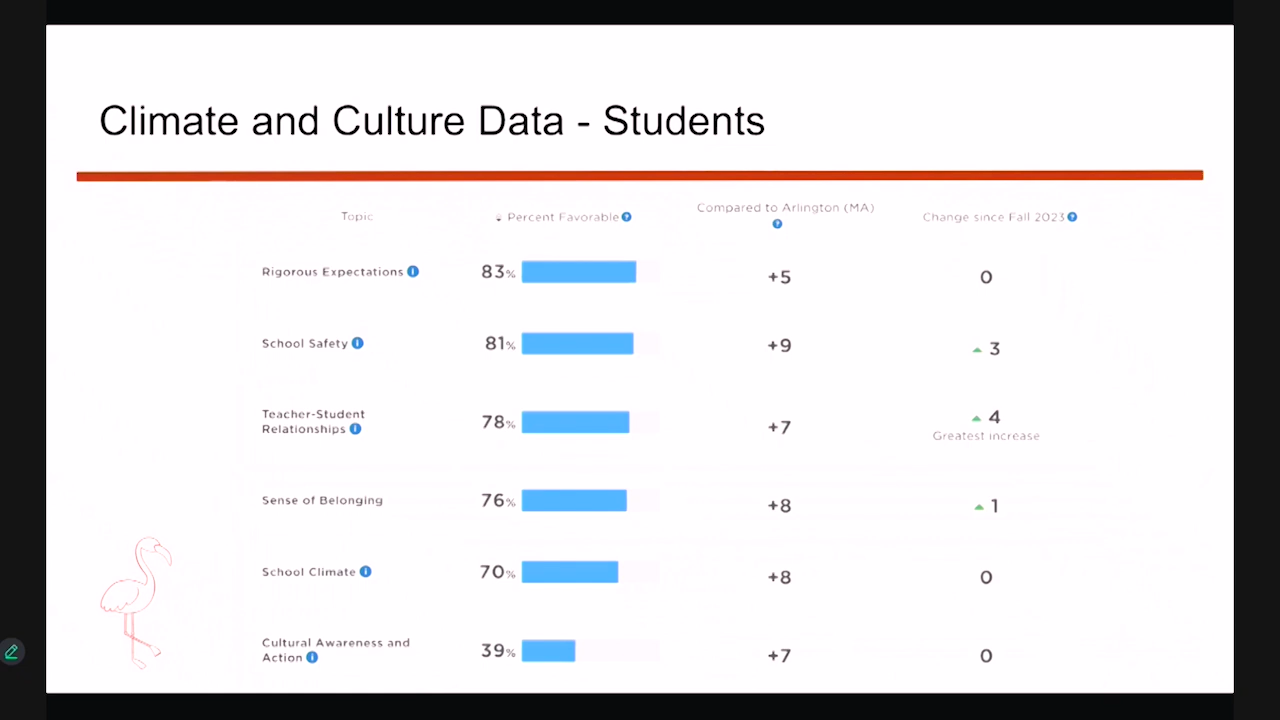 Climate and Culture Data - Students
Topic
Percent Favorable
Compared to Arlington (MA)
Change since Fall 2023
Rigorous Expectations
83%
+5
0
School Safety
81%
+9
3
Teacher-Student
Relationships
78%
+7
4
Greatest increase
Sense of Belonging
76%
+8
1
School Climate
70%
+8
0
Cultural Awareness and
Action
39%
+7
0